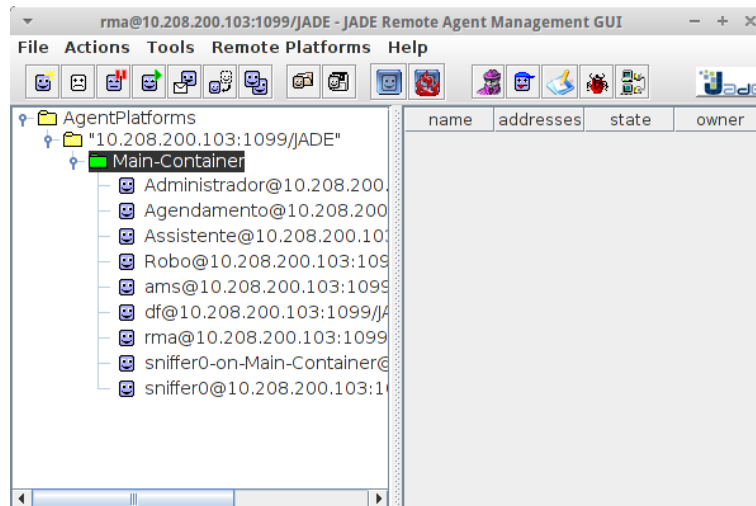 rma@10.208.200.103:1099/JADE - JADE Remote Agent Management GUI
File Actions Tools Remote Platforms Help
Jade
AgentPlatforms
"10.208.200.103:1099/JADE"
Main-Container
Administrador@10.208.200.
Agendamento@10.208.200
Assistente@10.208.200.10
Robo@10.208.200.103:109
ams@10.208.200.103:1099
df@10.208.200.103:1099/JA
rma@10.208.200.103:1099
sniffer0-on-Main-Container@
sniffer0@10.208.200.103:1
name addresses state owner